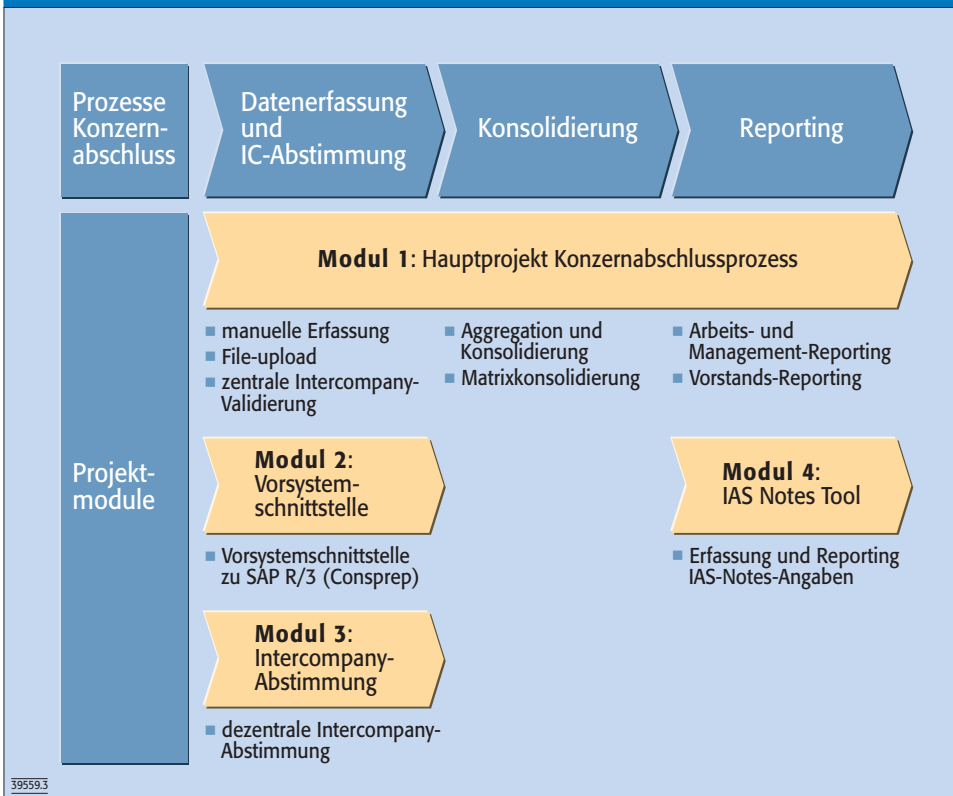 Prozesse
Konzern-
abschluss
Datenerfassung
und
IC-Abstimmung
Konsolidierung
Reporting
Projekt-
module
Modul 1: Hauptprojekt Konzernabschlussprozess
manuelle Erfassung
File-upload
zentrale Intercompany-
Validierung
Aggregation und
Konsolidierung
Matrixkonsolidierung
Arbeits- und
Management-Reporting
Vorstands-Reporting
Modul 2:
Vorsystem-
schnittstelle
Vorsystemschnittstelle
zu SAP R/3 (Consprep)
Modul 4:
IAS Notes Tool
Erfassung und Reporting
IAS-Notes-Angaben
Modul 3:
Intercompany-
Abstimmung
dezentrale Intercompany-
Abstimmung
39559.3